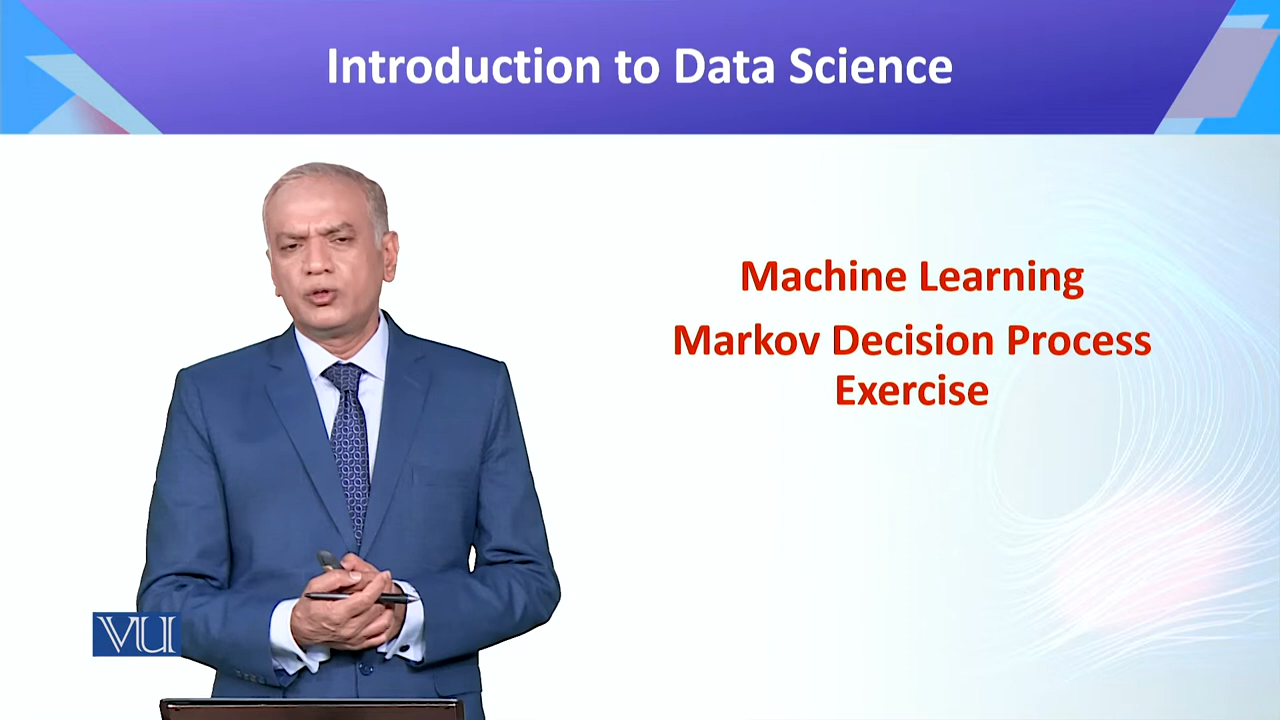 Introduction to Data Science
Machine Learning
Markov Decision Process
Exercise
VU